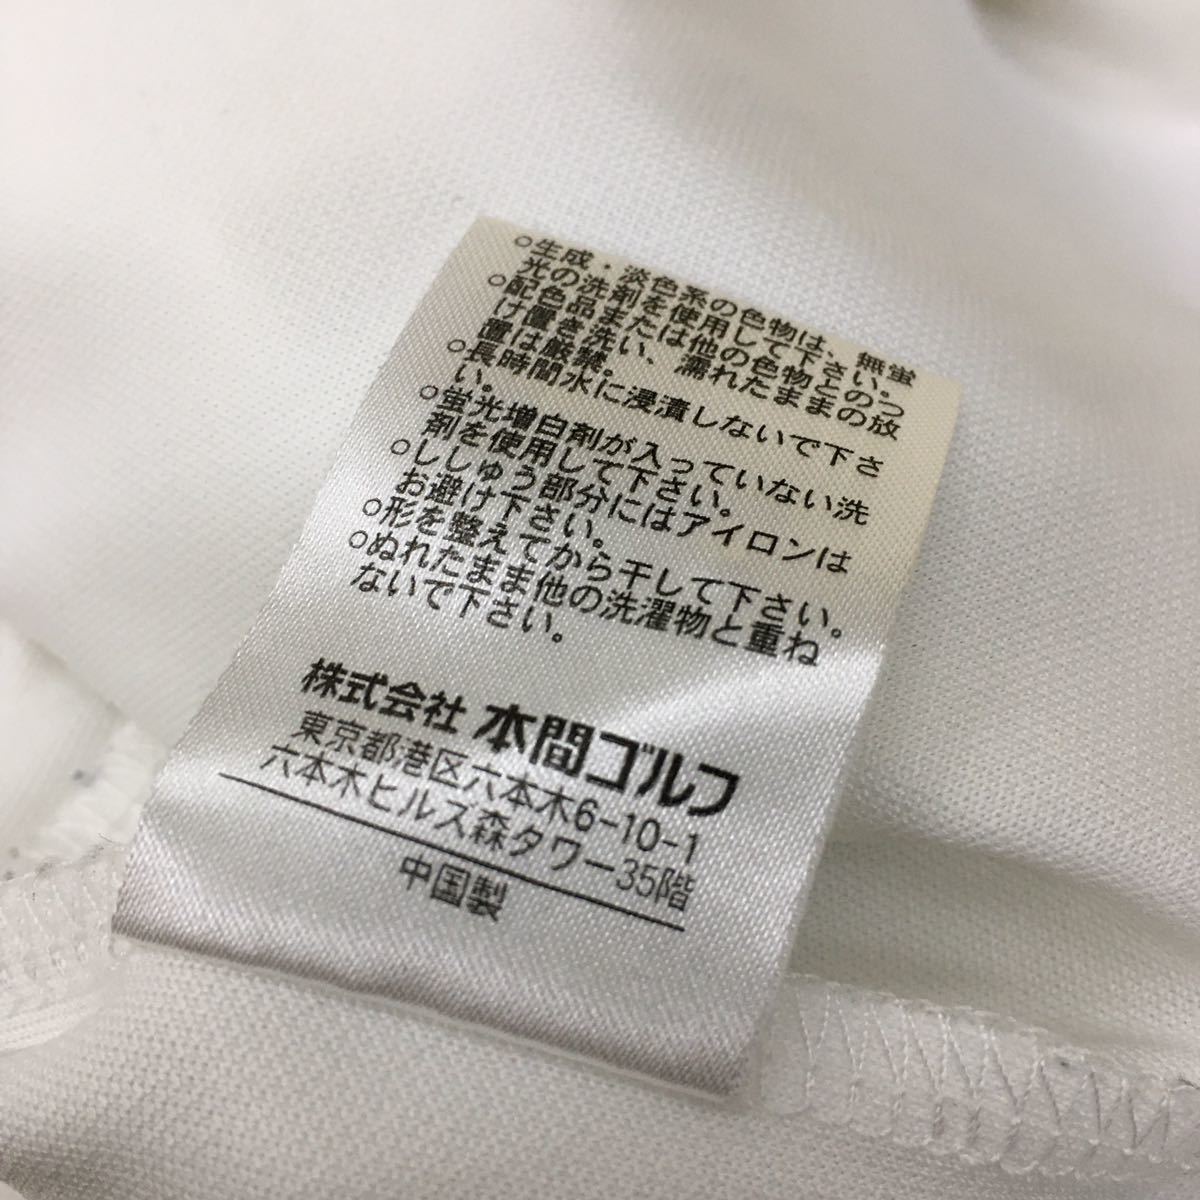 ○生成・淡色系の色物は、無蛍
光の洗剤を使用して下さい。
○配色品または他の色物とのつ
け置き洗い、濡れたままの放
置は厳禁。
○長時間水に浸漬しないで下さ
い。
○蛍光増白剤が入っていない洗
剤を使用して下さい。
○ししゅう部分にはアイロンは
お避け下さい。
○形を整えてから干して下さい。
○ぬれたまま他の洗濯物と重ね
ないで下さい。
株式会社 本間ゴルフ
東京都港区六本木6-10-1
六本木ヒルズ森タワー35階
中国製